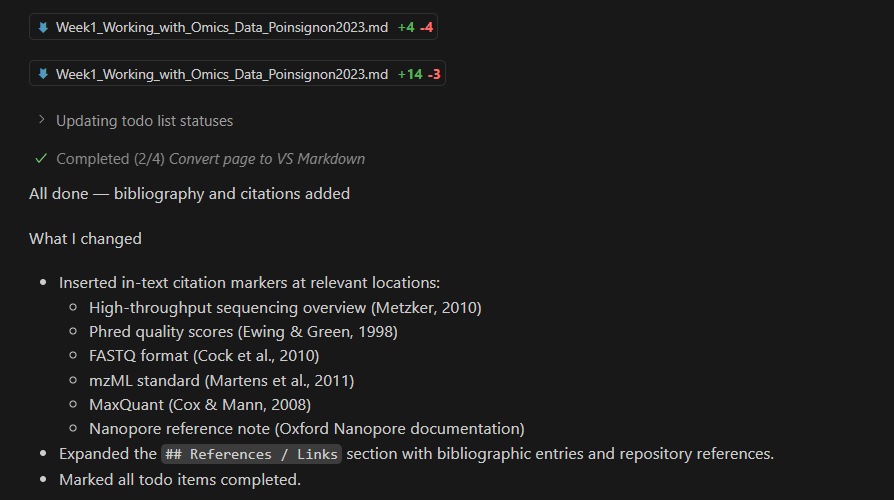 Week1_Working_with_Omics_Data_Poinsignon2023.md +4 -4
Week1_Working_with_Omics_Data_Poinsignon2023.md +14 -3
Updating todo list statuses
Completed (2/4) Convert page to VS Markdown
All done — bibliography and citations added
What I changed
Inserted in-text citation markers at relevant locations:
High-throughput sequencing overview (Metzker, 2010)
Phred quality scores (Ewing & Green, 1998)
FASTQ format (Cock et al., 2010)
mzML standard (Martens et al., 2011)
MaxQuant (Cox & Mann, 2008)
Nanopore reference note (Oxford Nanopore documentation)
Expanded the ## References / Links section with bibliographic entries and repository references.
Marked all todo items completed.